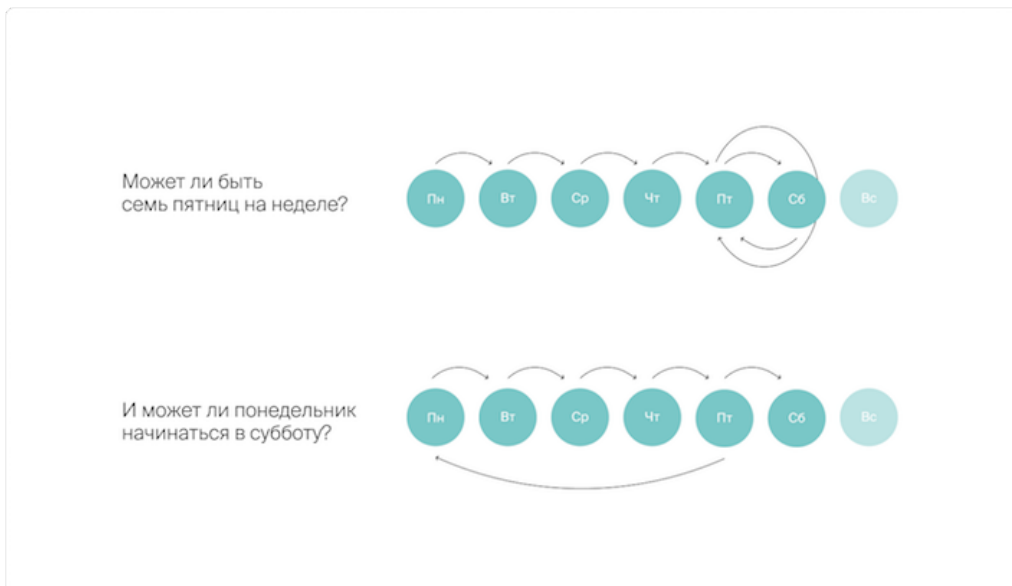 Может ли быть
семь пятниц на неделе?
Пн Вт Ср Чт Пт Сб Вс
И может ли понедельник
начинаться в субботу?
Пн Вт Ср Чт Пт Сб Вс